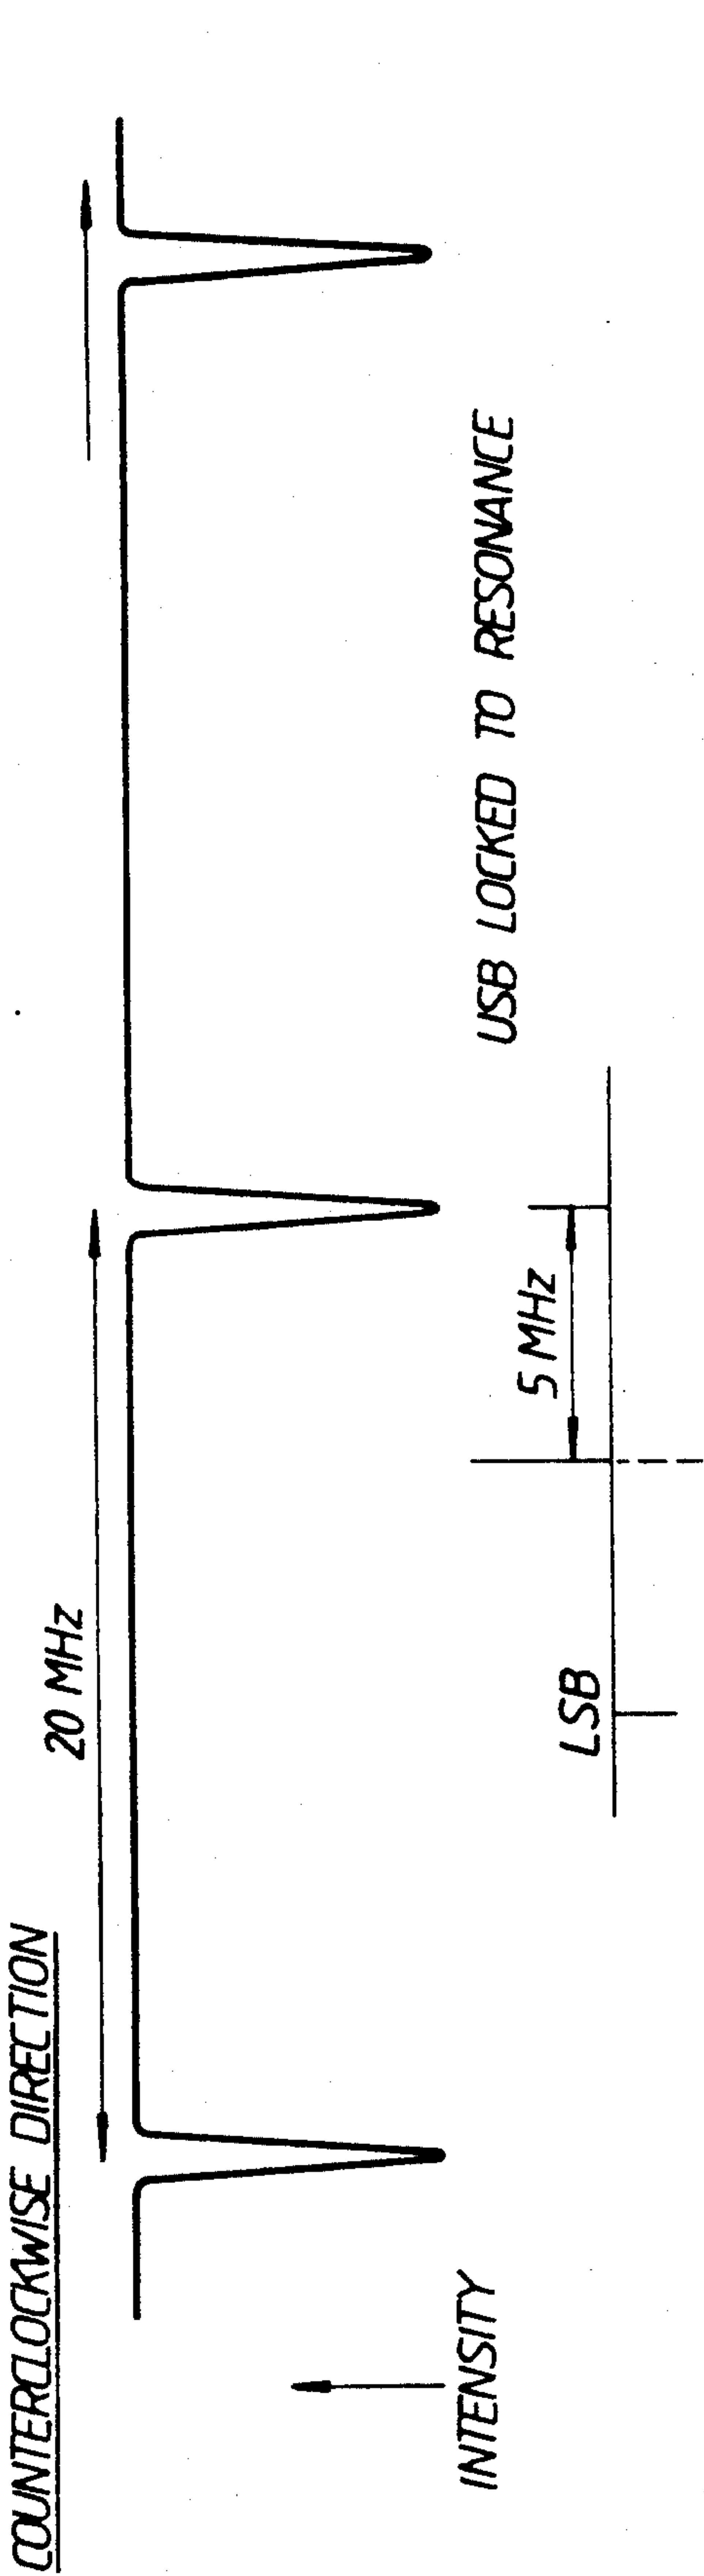 COUNTERCLOCKWISE DIRECTION
20 MHz
INTENSITY
USB LOCKED TO RESONANCE
5 MHz
LSB